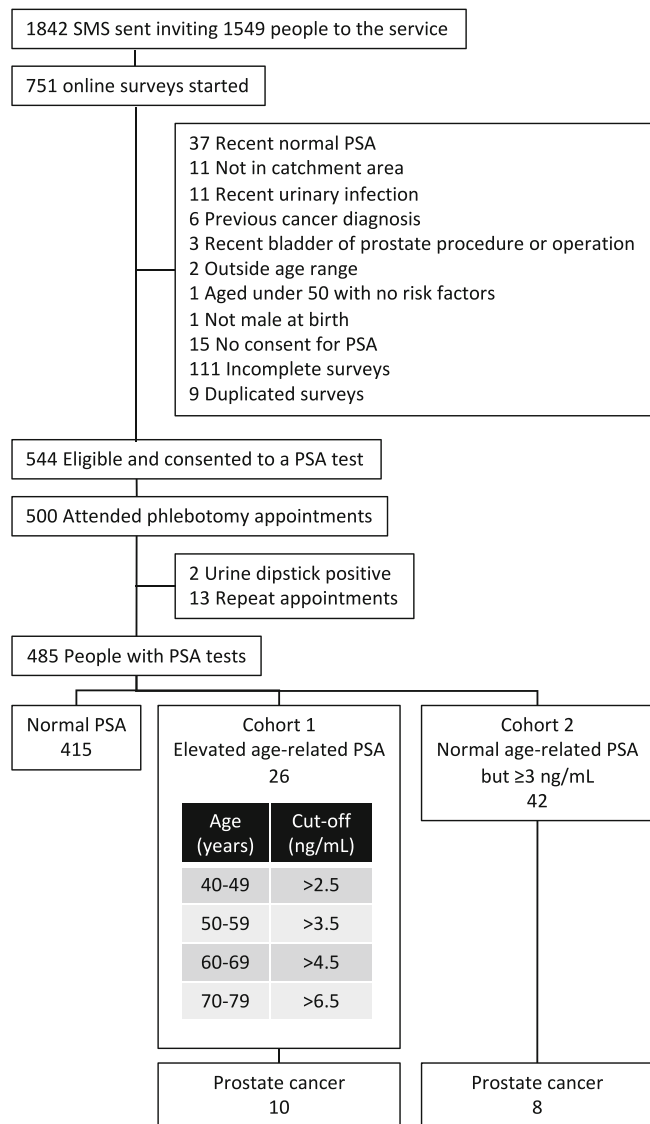 1842 SMS sent inviting 1549 people to the service
751 online surveys started
37 Recent normal PSA
11 Not in catchment area
11 Recent urinary infection
6 Previous cancer diagnosis
3 Recent bladder of prostate procedure or operation
2 Outside age range
1 Aged under 50 with no risk factors
1 Not male at birth
15 No consent for PSA
111 Incomplete surveys
9 Duplicated surveys
544 Eligible and consented to a PSA test
500 Attended phlebotomy appointments
2 Urine dipstick positive
13 Repeat appointments
485 People with PSA tests
Normal PSA
415
Cohort 1
Elevated age-related PSA
26
Age
(years)
Cut-off
(ng/mL)
40-49 >2.5
50-59 >3.5
60-69 >4.5
70-79 >6.5
Cohort 2
Normal age-related PSA
but ≥3 ng/mL
42
Prostate cancer
10
Prostate cancer
8